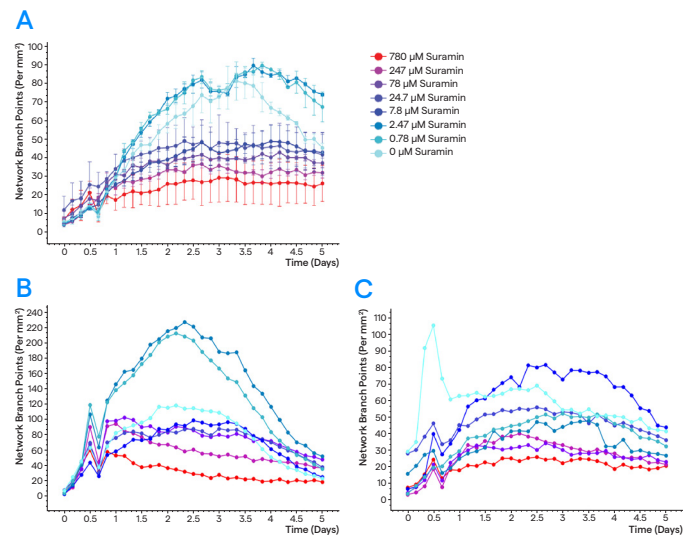 A
Network Branch Points (Per mm²)
100
90
80
70
60
50
40
30
20
10
0
0 0.5 1 1.5 2 2.5 3 3.5 4 4.5 5
Time (Days)
780 µM Suramin
247 µM Suramin
78 µM Suramin
24.7 µM Suramin
7.8 µM Suramin
2.47 µM Suramin
0.78 µM Suramin
0 µM Suramin
B
Network Branch Points (Per mm²)
240
220
200
180
160
140
120
100
80
60
40
20
0
0 0.5 1 1.5 2 2.5 3 3.5 4 4.5 5
Time (Days)
C
Network Branch Points (Per mm²)
110
100
90
80
70
60
50
40
30
20
10
0
0 0.5 1 1.5 2 2.5 3 3.5 4 4.5 5
Time (Days)